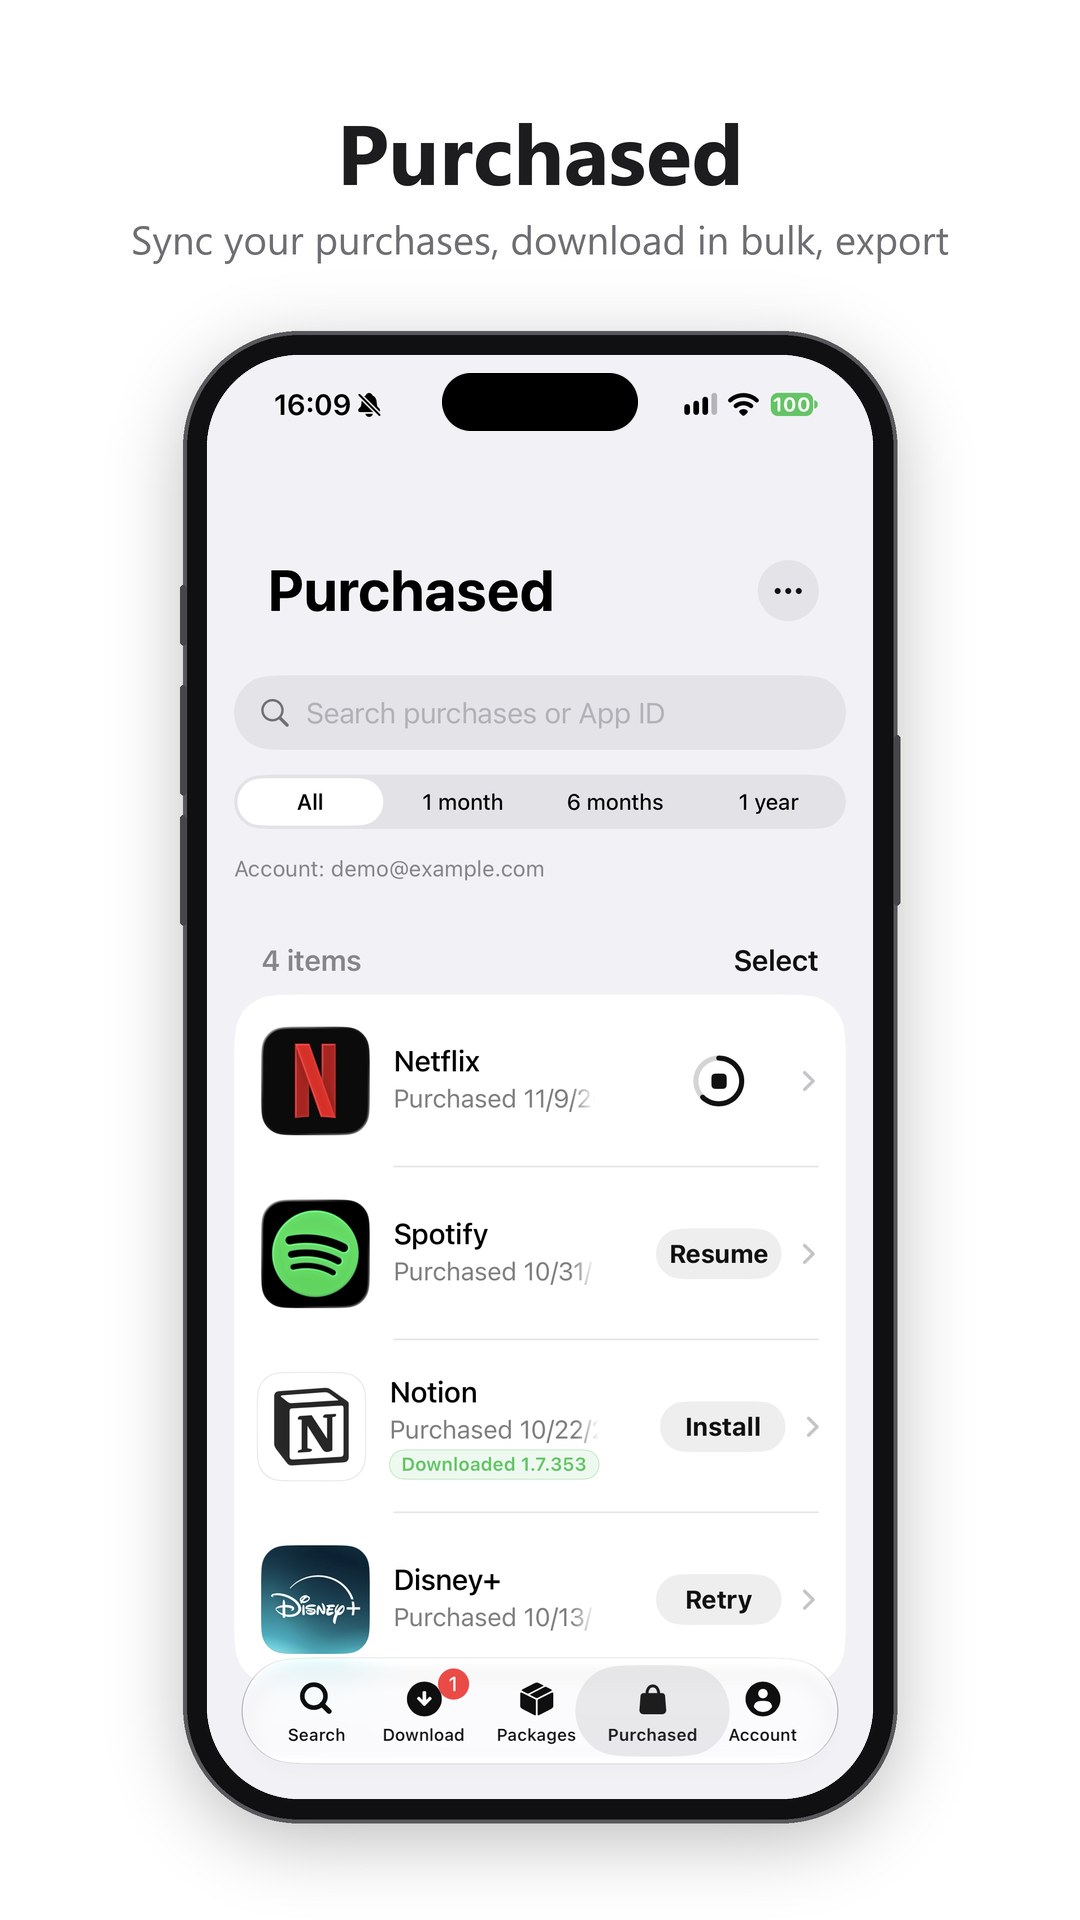 Purchased
Sync your purchases, download in bulk, export
16:09
100
Purchased
Search purchases or App ID
All
1 month
6 months
1 year
Account: demo@example.com
4 items
Select
N
Netflix
Purchased 11/9/2
Spotify
Purchased 10/31/
Resume
N
Notion
Purchased 10/22/
Downloaded 1.7.353
Install
Disney+
Disney+
Purchased 10/13/
Retry
1
Search
Download
Packages
Purchased
Account